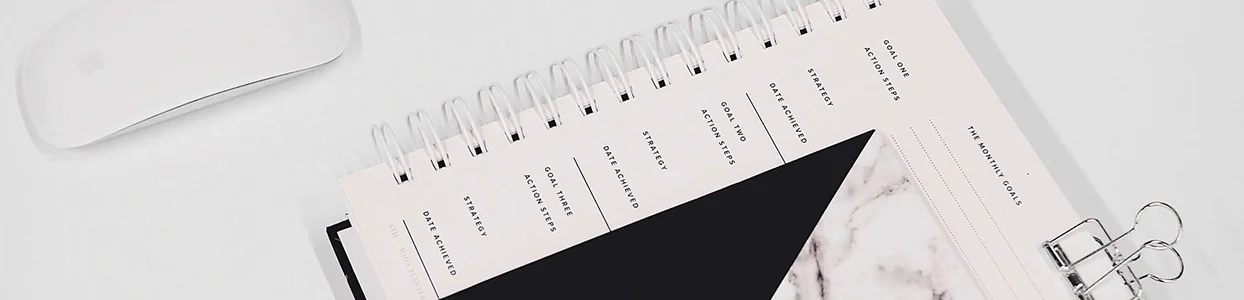 THE MONTHLY GOALS
GOAL ONE
ACTION STEPS
STRATEGY
DATE ACHIEVED
GOAL TWO
ACTION STEPS
STRATEGY
DATE ACHIEVED
GOAL THREE
ACTION STEPS
STRATEGY
DATE ACHIEVED